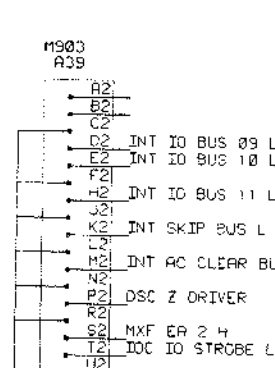 M903
A39
A2
B2
C2
D2 INT IO BUS 09 L
E2 INT IO BUS 10 L
F2
H2 INT IO BUS 11 L
J2
K2 INT SKIP BUS L
L2
M2 INT AC CLEAR BU
N2
P2 DSC Z DRIVER
R2
S2 MXF EA 2 H
T2 IOC IO STROBE L
U2